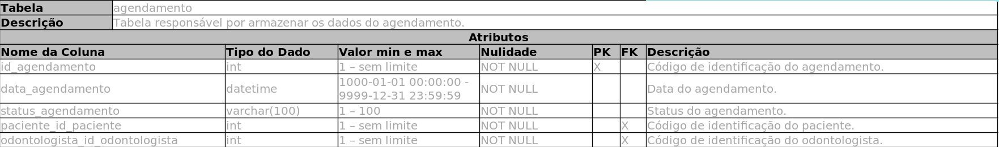 Tabela agendamento
Descrição Tabela responsável por armazenar os dados do agendamento.
Atributos
Nome da Coluna Tipo do Dado Valor min e max Nulidade PK FK Descrição
id_agendamento int 1 – sem limite NOT NULL X Código de identificação do agendamento.
data_agendamento datetime 1000-01-01 00:00:00 - NOT NULL Data do agendamento.
9999-12-31 23:59:59
status_agendamento varchar(100) 1 – 100 NOT NULL Status do agendamento.
paciente_id_paciente int 1 – sem limite NOT NULL X Código de identificação do paciente.
odontologista_id_odontologista int 1 – sem limite NOT NULL X Código de identificação do odontologista.